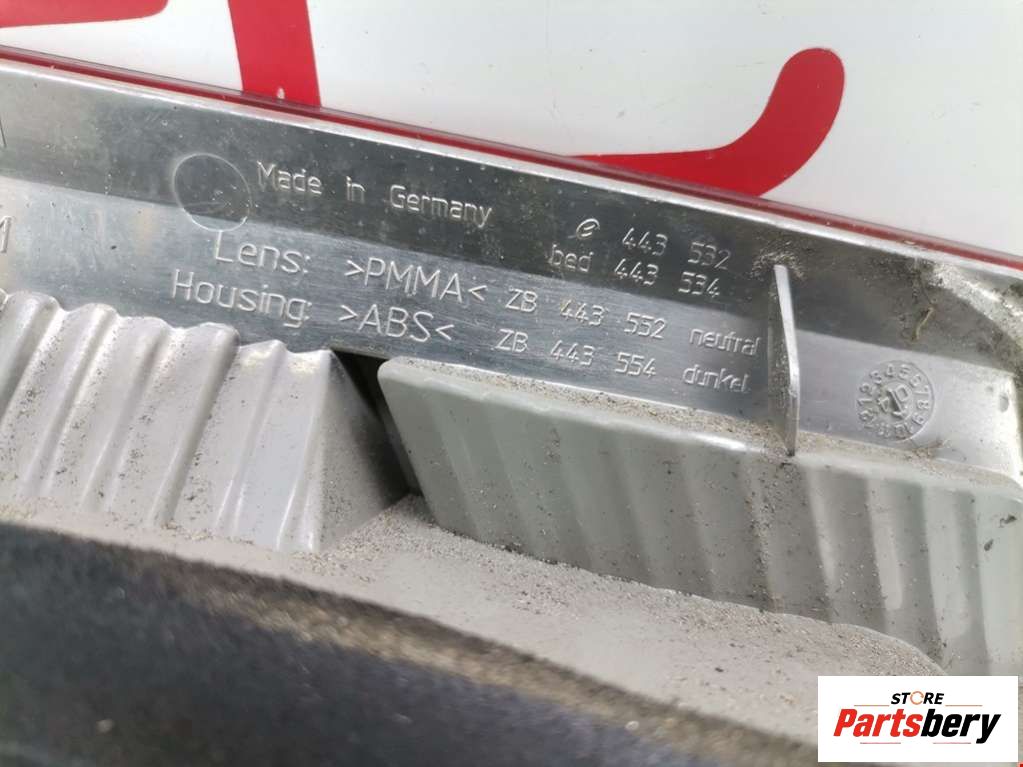 Made in Germany
e 443 532
bed 443 534
Lens: >PMMA< ZB 443 552 neutral
Housing: >ABS< ZB 443 554 dunkel
STORE
Partsbery